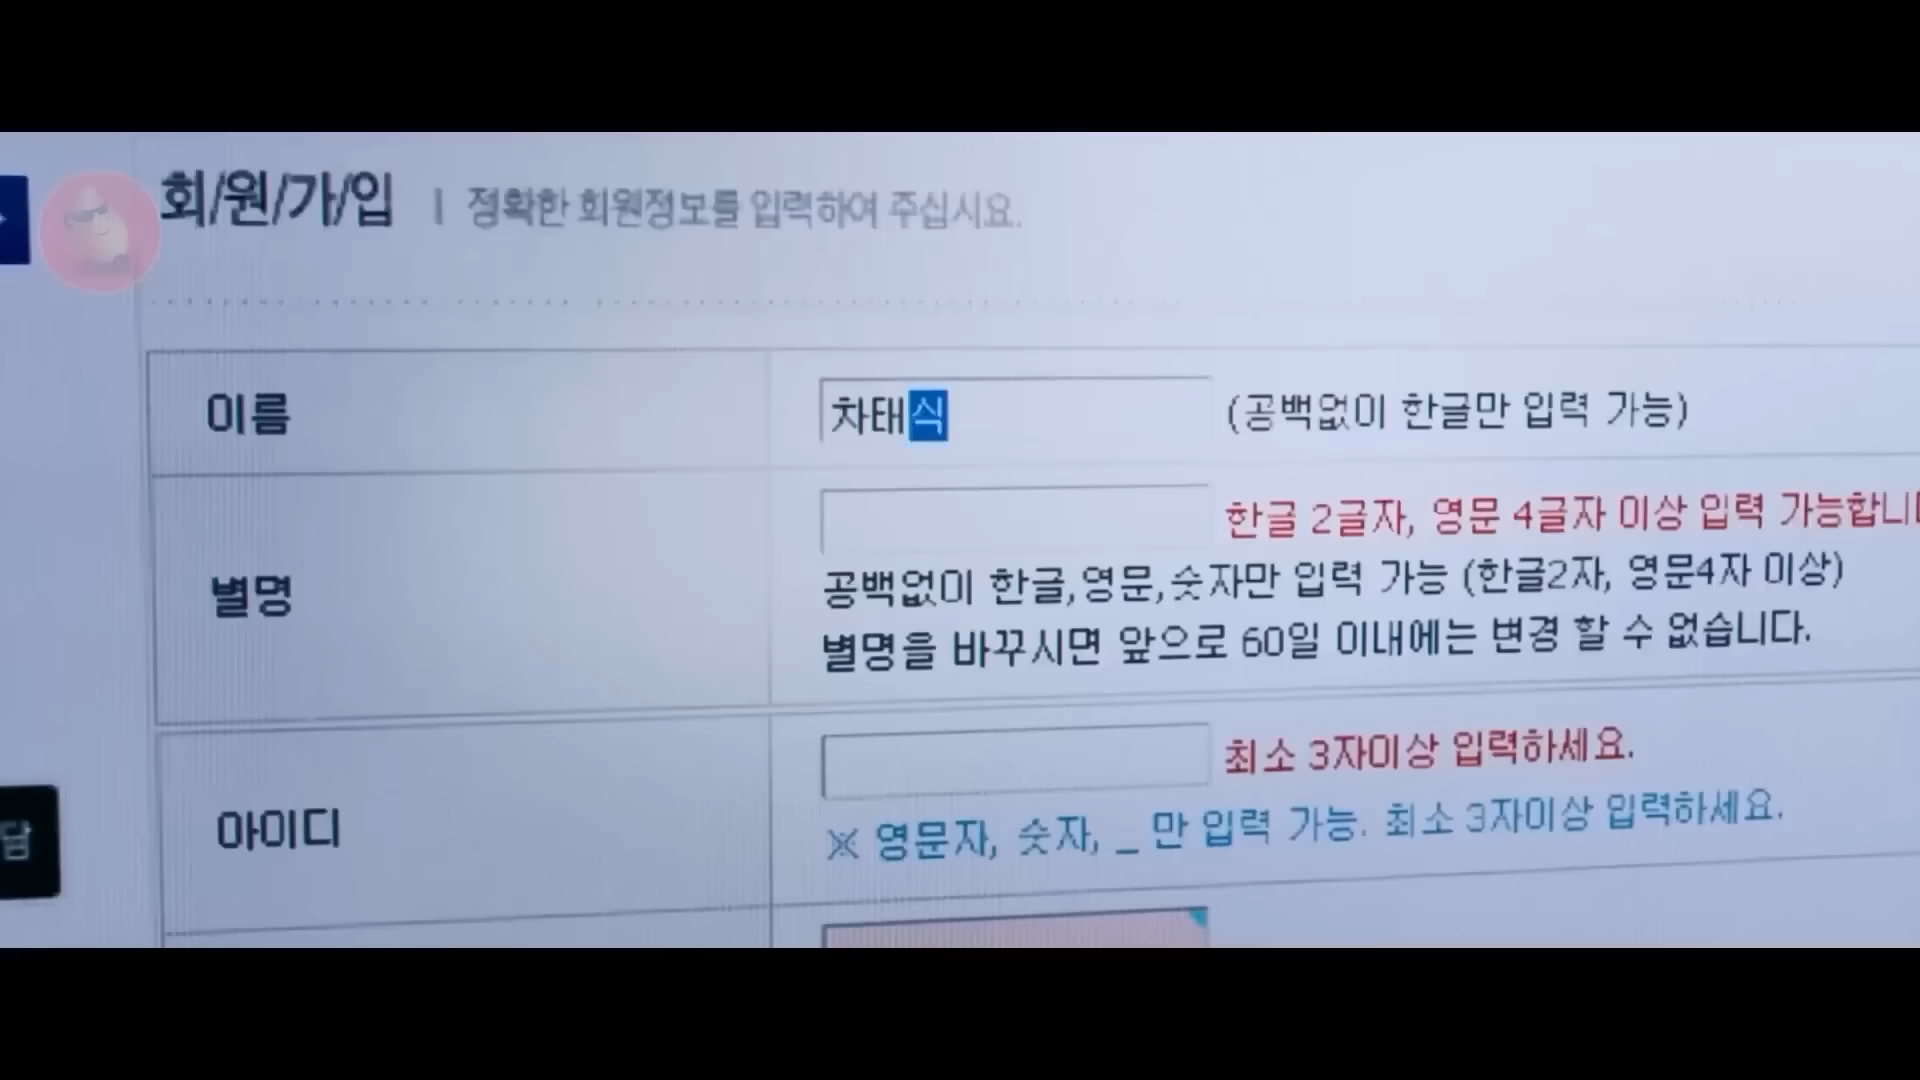 회/원/가/입 | 정확한 회원정보를 입력하여 주십시요.
이름 차태식 (공백없이 한글만 입력 가능)
한글 2글자, 영문 4글자 이상 입력 가능합니
별명
공백없이 한글,영문,숫자만 입력 가능 (한글2자, 영문4자 이상)
별명을 바꾸시면 앞으로 60일 이내에는 변경 할 수 없습니다.
최소 3자이상 입력하세요.
아이디
※ 영문자, 숫자, _ 만 입력 가능. 최소 3자이상 입력하세요.
담